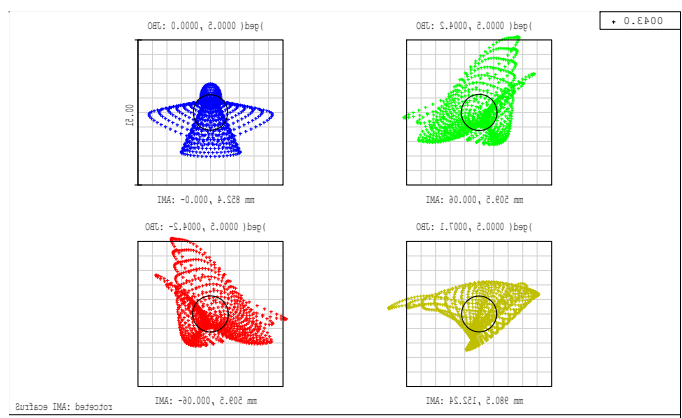 + 0.3400
OBJ: 0.0000, 5.0000 (deg)
OBJ: 2.4000, 5.0000 (deg)
15.00
IMA: -0.000, 4.258 mm
IMA: 60.000, 5.905 mm
OBJ: -2.4000, 5.0000 (deg)
OBJ: 1.7000, 5.0000 (deg)
IMA: -60.000, 5.905 mm
IMA: 42.251, 5.089 mm
Surface IMA: detector